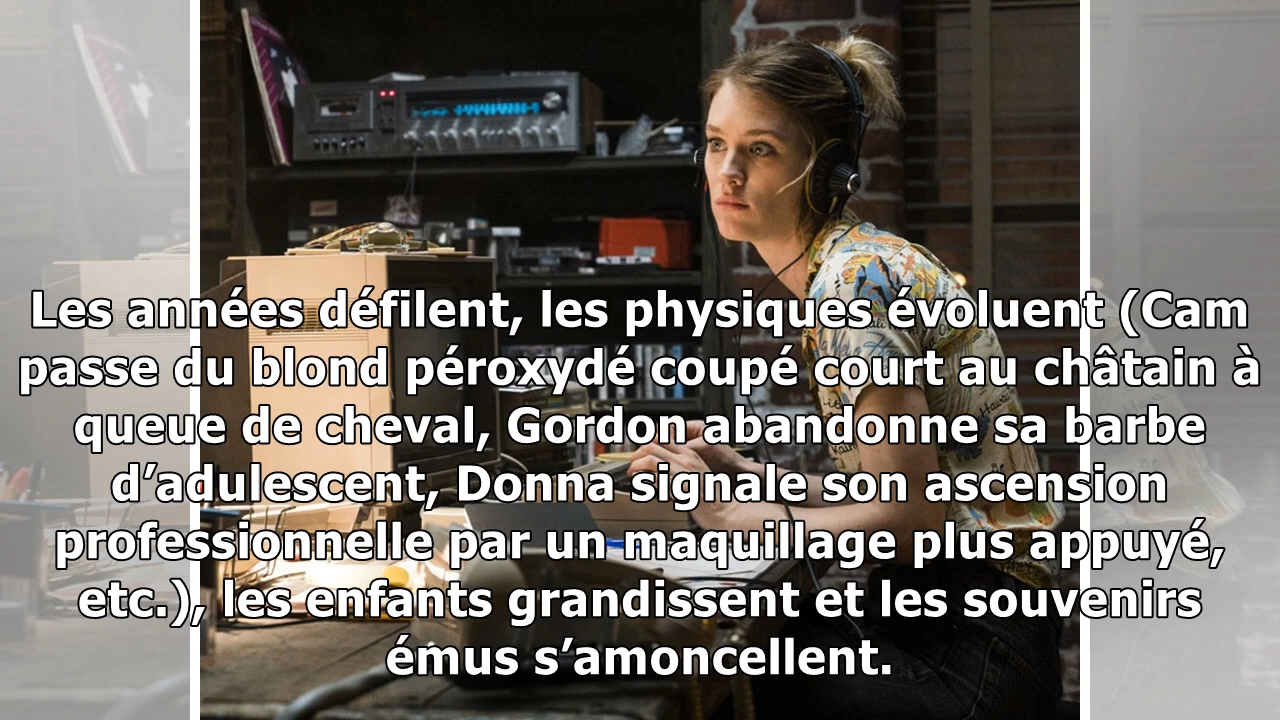 Les années défilent, les physiques évoluent (Cam
passe du blond péroxydé coupé court au châtain à
queue de cheval, Gordon abandonne sa barbe
d’adulescent, Donna signale son ascension
professionnelle par un maquillage plus appuyé,
etc.), les enfants grandissent et les souvenirs
émus s’amoncellent.